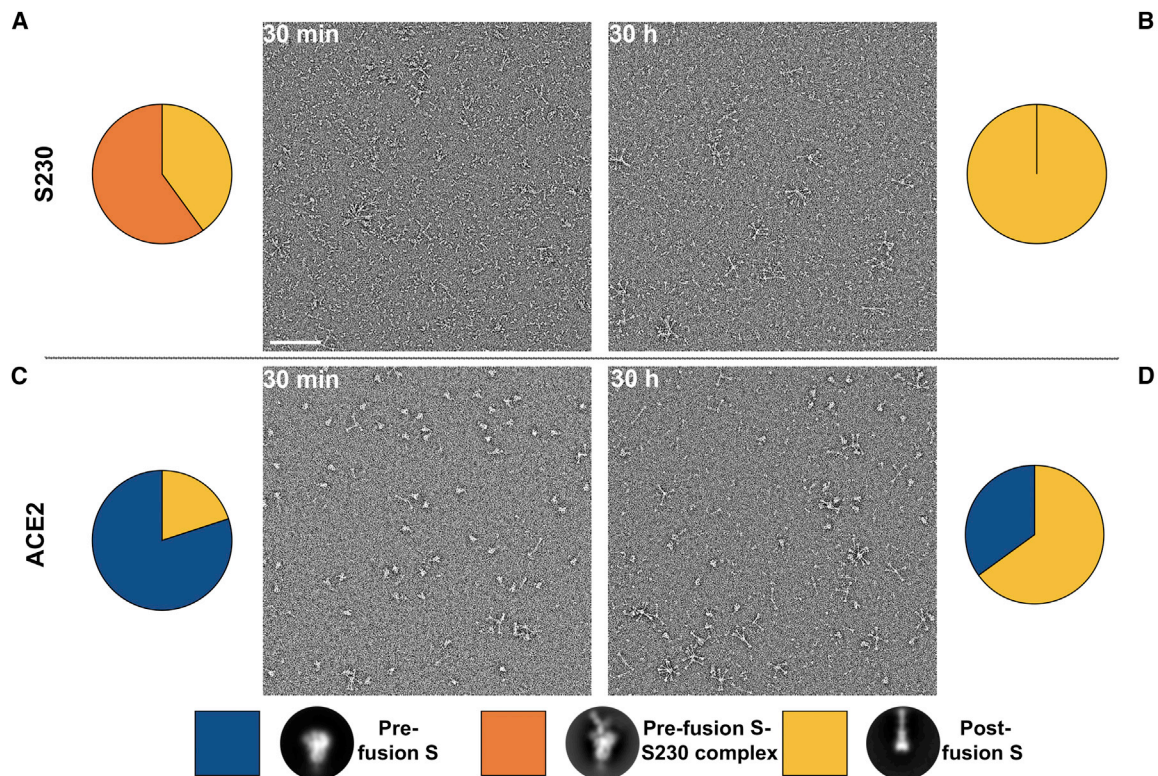 A
30 min
30 h
B
S230
C
30 min
30 h
D
ACE2
Pre-
fusion S
Pre-fusion S-
S230 complex
Post-
fusion S